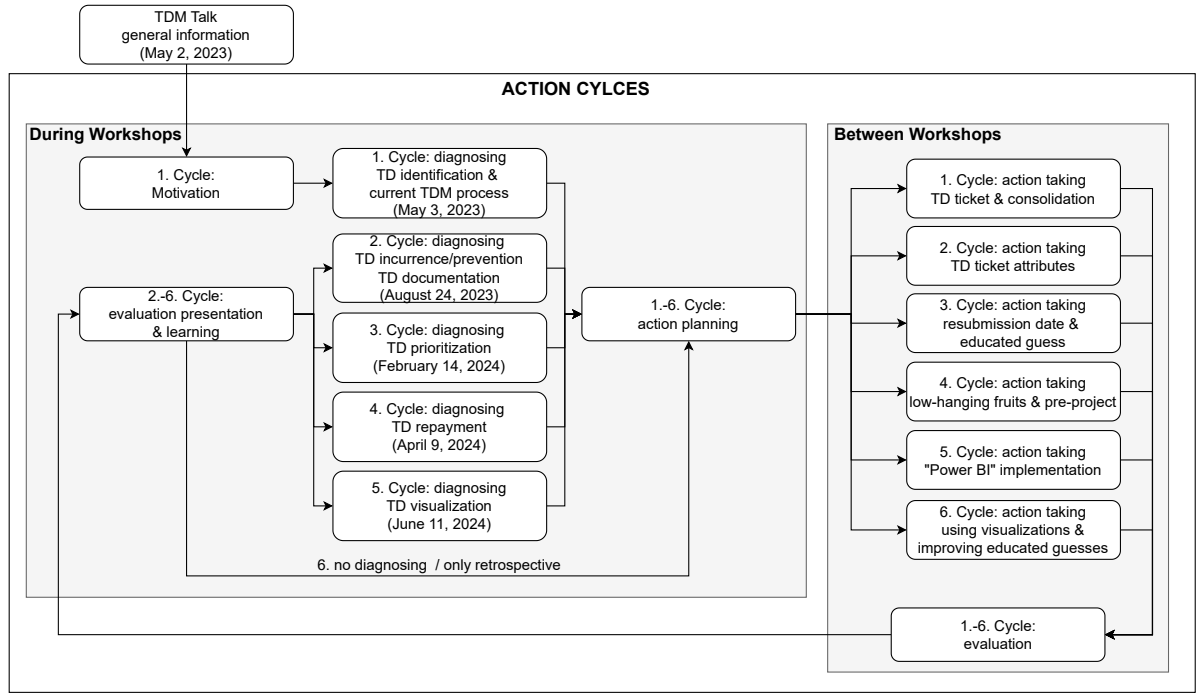 TDM Talk
general information
(May 2, 2023)
ACTION CYLCES
During Workshops
1. Cycle:
Motivation
1. Cycle: diagnosing
TD identification &
current TDM process
(May 3, 2023)
2. Cycle: diagnosing
TD incurrence/prevention
TD documentation
(August 24, 2023)
2.-6. Cycle:
evaluation presentation
& learning
3. Cycle: diagnosing
TD prioritization
(February 14, 2024)
4. Cycle: diagnosing
TD repayment
(April 9, 2024)
5. Cycle: diagnosing
TD visualization
(June 11, 2024)
6. no diagnosing / only retrospective
1.-6. Cycle:
action planning
Between Workshops
1. Cycle: action taking
TD ticket & consolidation
2. Cycle: action taking
TD ticket attributes
3. Cycle: action taking
resubmission date &
educated guess
4. Cycle: action taking
low-hanging fruits & pre-project
5. Cycle: action taking
"Power BI" implementation
6. Cycle: action taking
using visualizations &
improving educated guesses
1.-6. Cycle:
evaluation